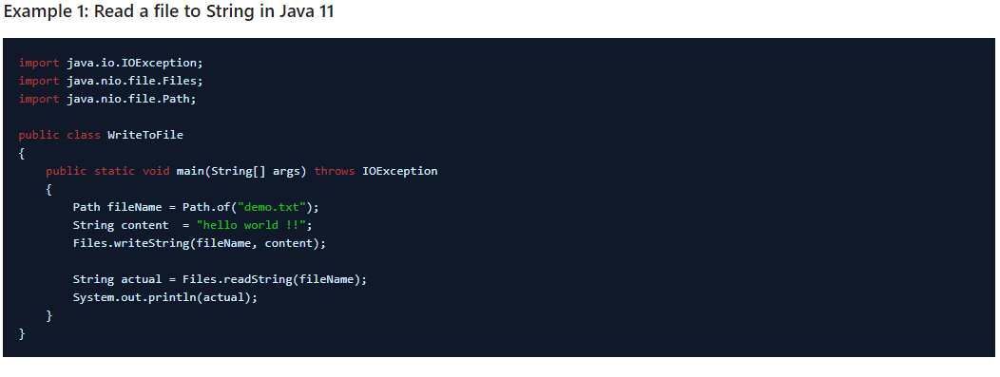 Example 1: Read a file to String in Java 11
import java.io.IOException;
import java.nio.file.Files;
import java.nio.file.Path;
public class WriteToFile
{
    public static void main(String[] args) throws IOException
    {
        Path fileName = Path.of("demo.txt");
        String content  = "hello world !!";
        Files.writeString(fileName, content);
        String actual = Files.readString(fileName);
        System.out.println(actual);
    }
}